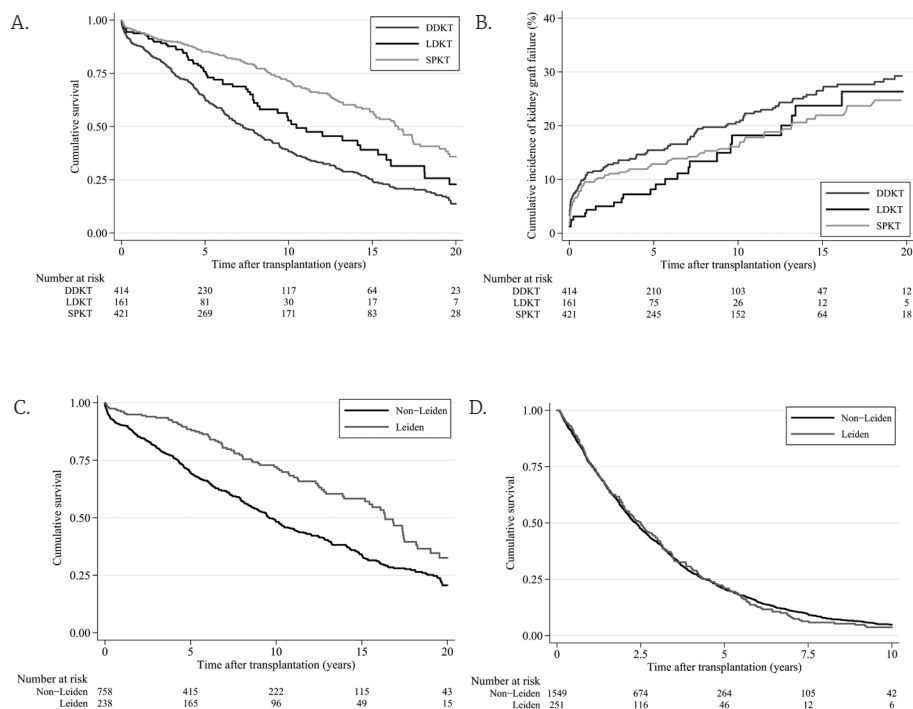 A.
Cumulative survival
1.00
0.75
0.50
0.25
0.00
DDKT
LDKT
SPKT
0 5 10 15 20
Time after transplantation (years)
Number at risk
DDKT 414 230 117 64 23
LDKT 161 81 30 17 7
SPKT 421 269 171 83 28
B.
Cumulative incidence of kidney graft failure (%)
40
30
20
10
0
DDKT
LDKT
SPKT
0 5 10 15 20
Time after transplantation (years)
Number at risk
DDKT 414 210 103 47 12
LDKT 161 75 26 12 5
SPKT 421 245 152 64 18
C.
Cumulative survival
1.00
0.75
0.50
0.25
0.00
Non-Leiden
Leiden
0 5 10 15 20
Time after transplantation (years)
Number at risk
Non-Leiden 758 415 222 115 43
Leiden 238 165 96 49 15
D.
Cumulative survival
1.00
0.75
0.50
0.25
0.00
Non-Leiden
Leiden
0 2.5 5 7.5 10
Time after transplantation (years)
Number at risk
Non-Leiden 1549 674 264 105 42
Leiden 251 116 46 12 6